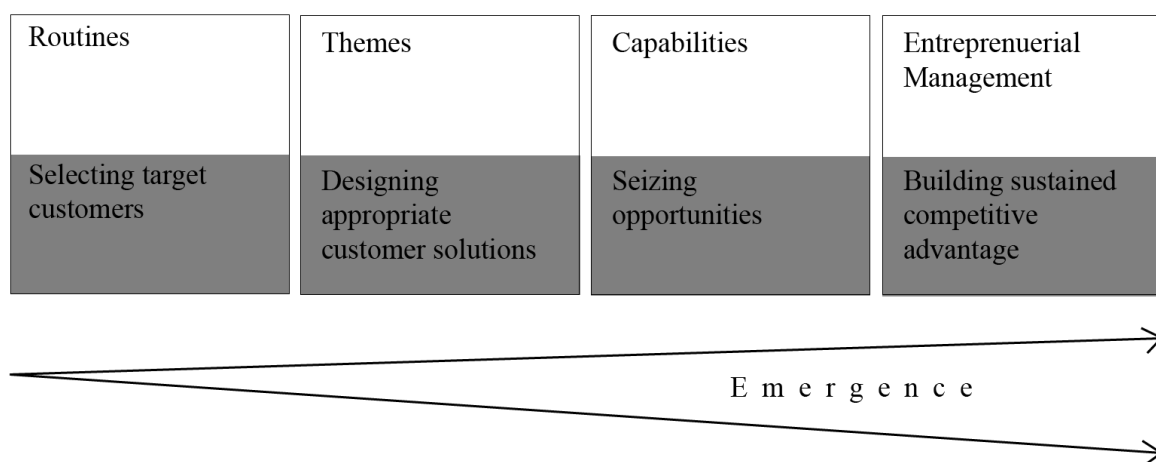 Routines
Selecting target
customers
Themes
Designing
appropriate
customer solutions
Capabilities
Seizing
opportunities
Entreprenuerial
Management
Building sustained
competitive
advantage
E m e r g e n c e